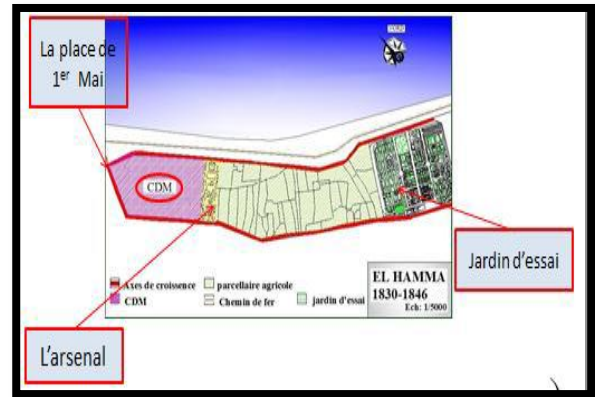 La place de
1er Mai
CDM
Jardin d'essai
Axes de croissence
parcellaire agricole
CDM
Chemin de fer
jardin d'essai
EL HAMMA
1830-1846
Ech: 1/5000
L'arsenal